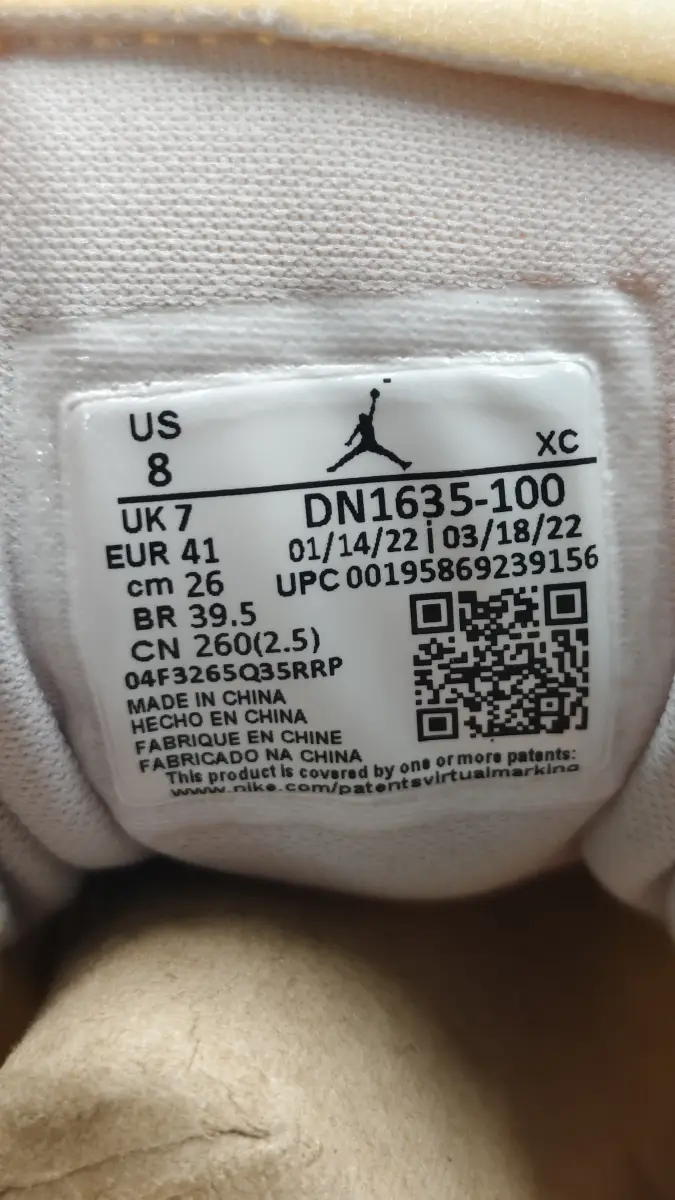 US
8
XC
UK 7
DN1635-100
EUR 41
01/14/22 | 03/18/22
cm 26
UPC 00195869239156
BR 39.5
CN 260(2.5)
04F3265Q35RRP
MADE IN CHINA
HECHO EN CHINA
FABRIQUE EN CHINE
FABRICADO NA CHINA
This product is covered by one or more patents:
www.nike.com/patentsvirtualmarking